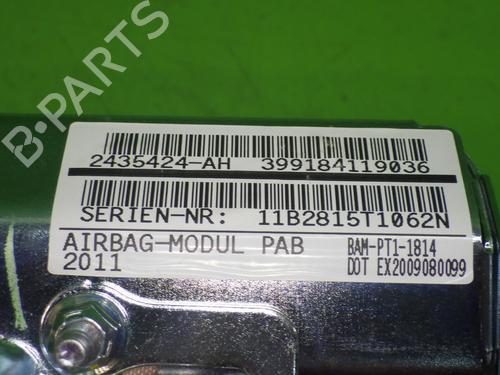 B-PARTS
2435424-AH 399184119036
SERIEN-NR: 11B2815T1062N
AIRBAG-MODUL PAB BAM-PT1-1814
2011 DOT EX2009080099